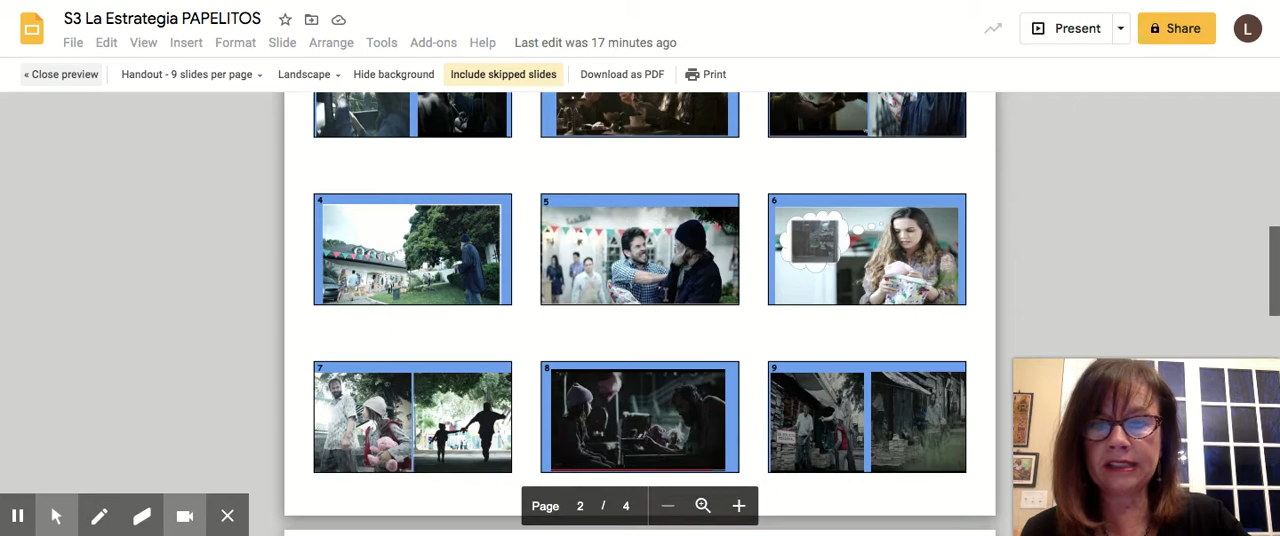 S3 La Estrategia PAPELITOS
File Edit View Insert Format Slide Arrange Tools Add-ons Help Last edit was 17 minutes ago
Present Share L
« Close preview Handout - 9 slides per page Landscape Hide background Include skipped slides Download as PDF Print
4 5 6
7 8 9
Page 2 / 4